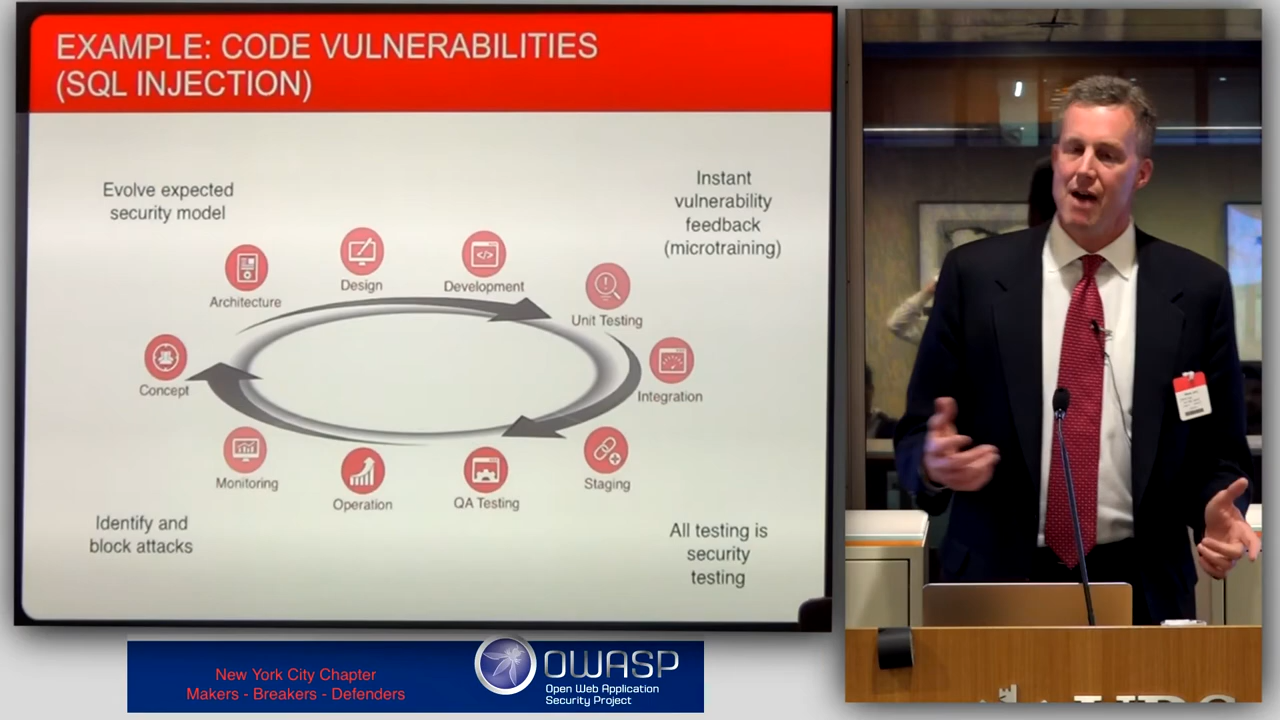 EXAMPLE: CODE VULNERABILITIES
(SQL INJECTION)
Evolve expected
security model
Instant
vulnerability
feedback
(microtraining)
Architecture
Design
Development
Unit Testing
Concept
Integration
Monitoring
Operation
QA Testing
Staging
Identify and
block attacks
All testing is
security
testing
New York City Chapter
Makers - Breakers - Defenders
OWASP
Open Web Application
Security Project